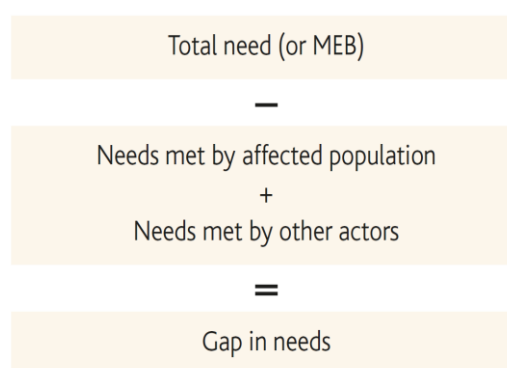 Total need (or MEB)
–
Needs met by affected population
+
Needs met by other actors
=
Gap in needs